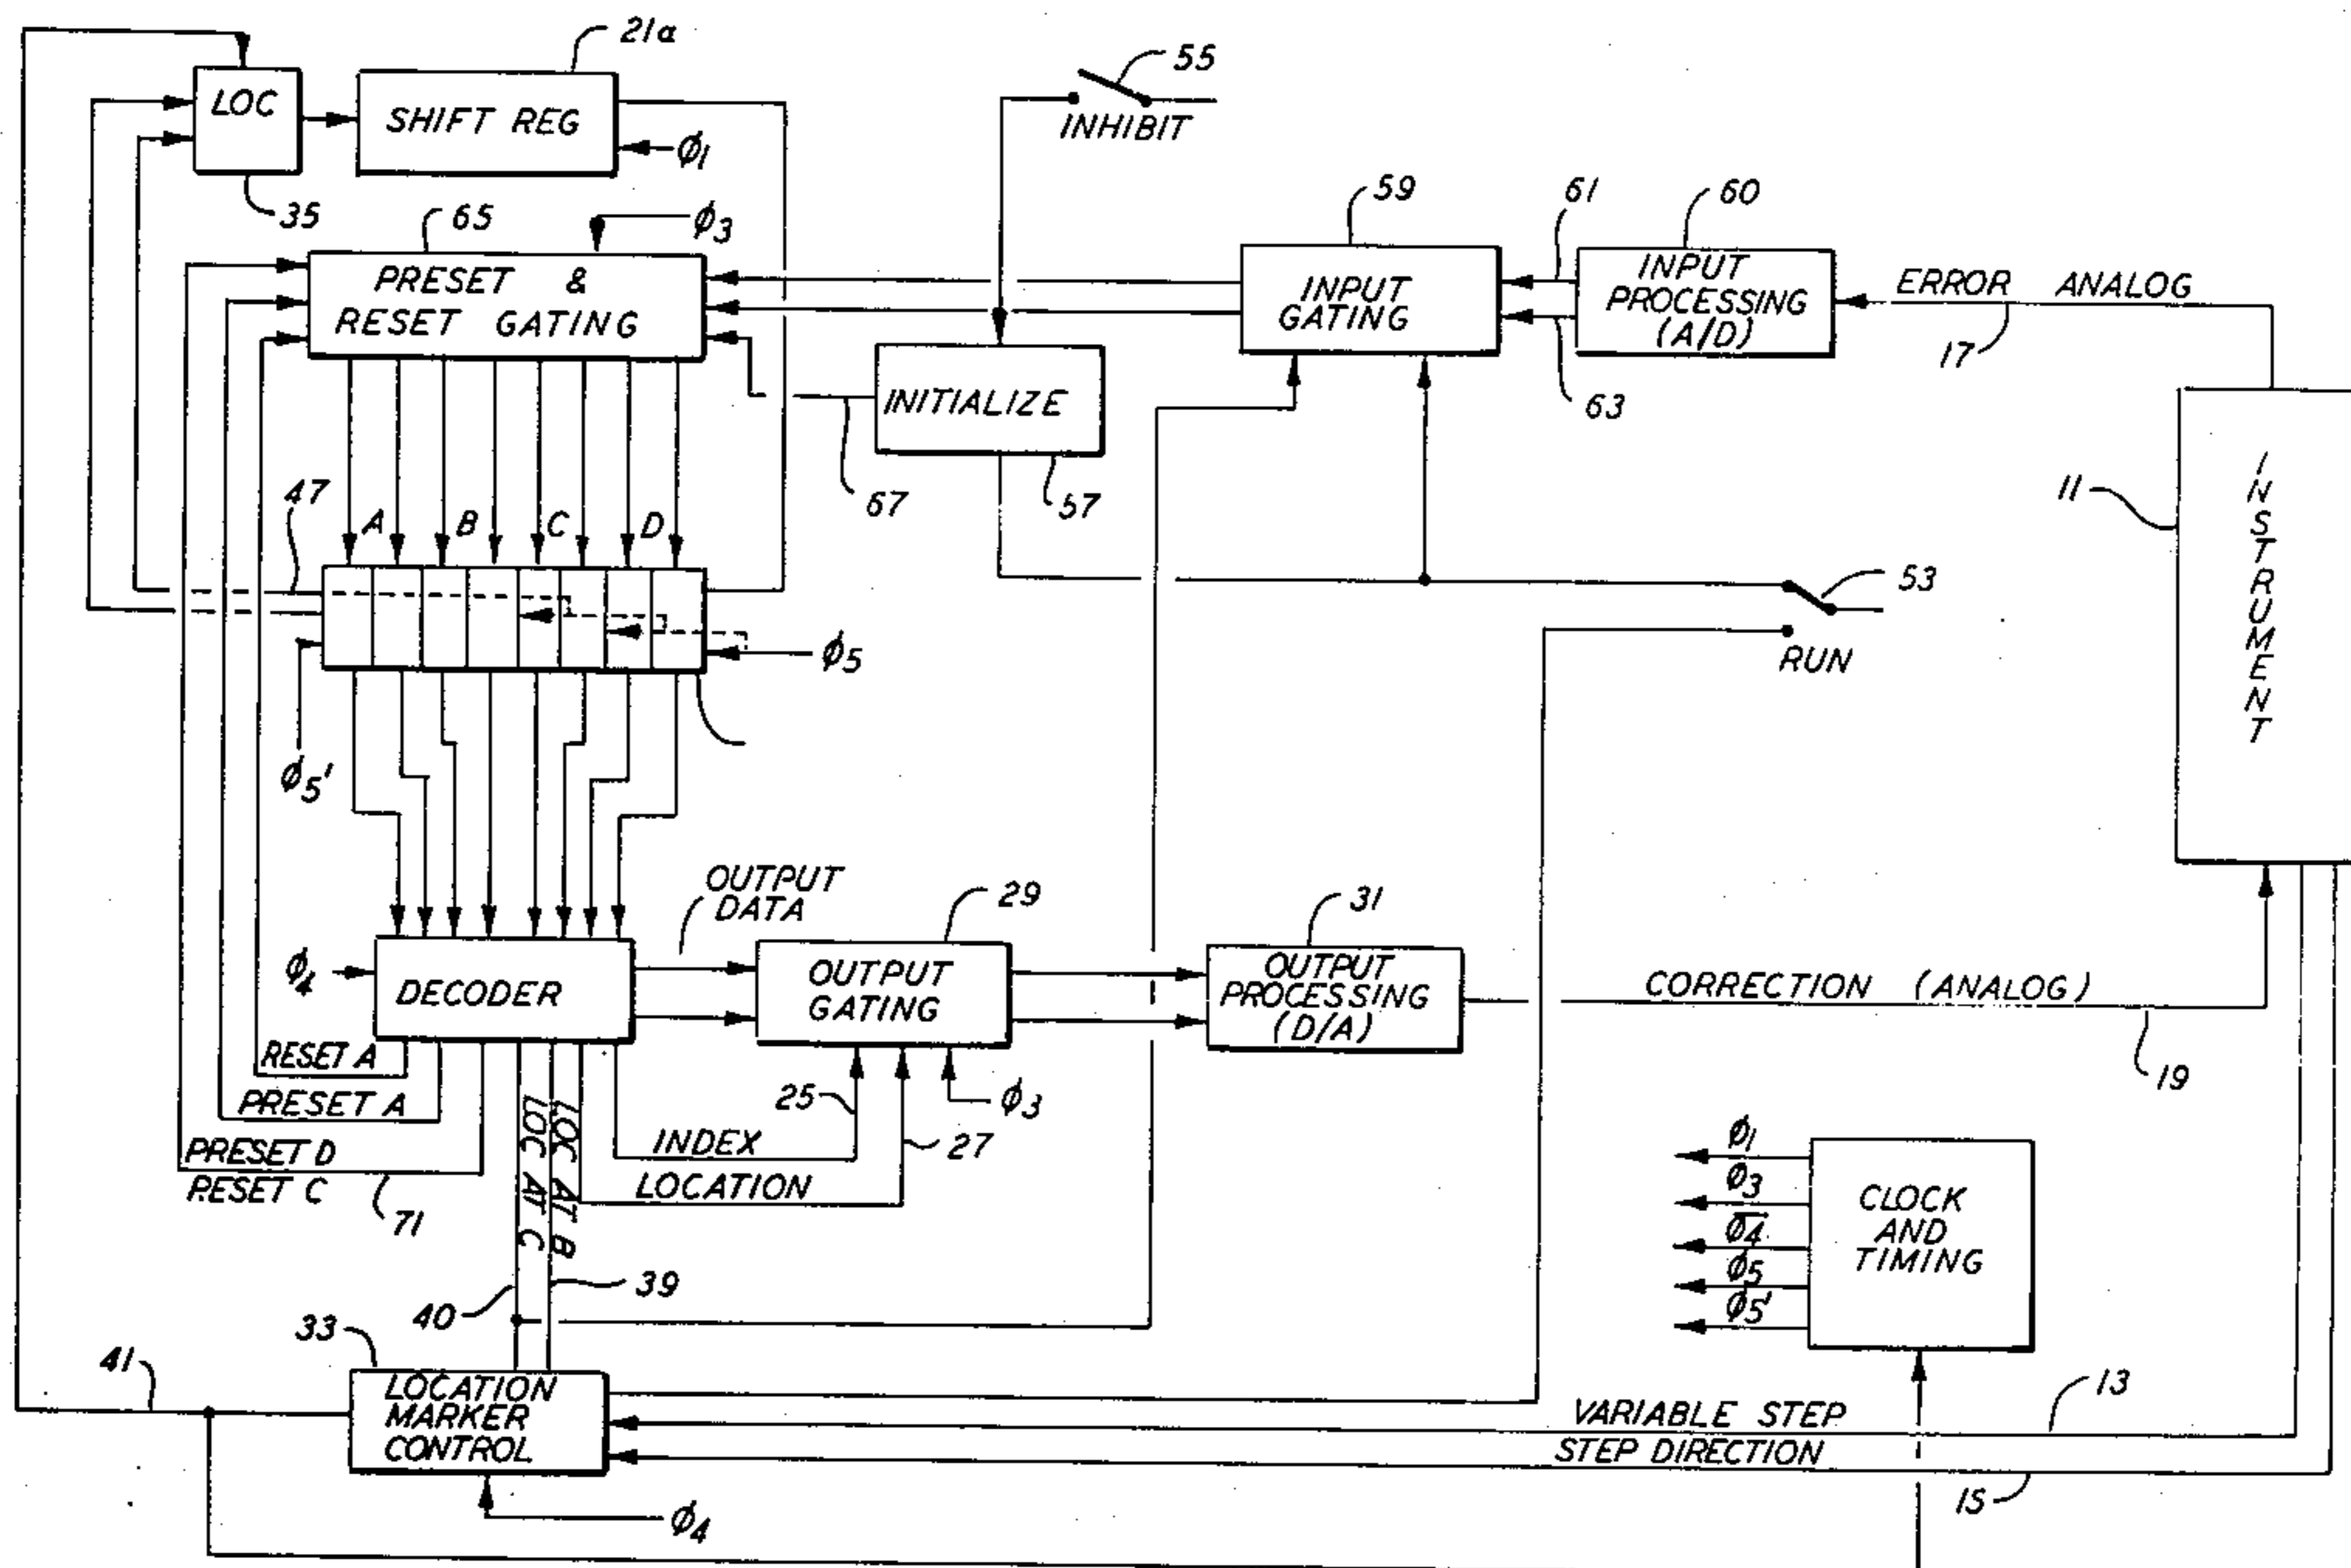 21a
LOC
SHIFT REG
ϕ1
35
55
INHIBIT
65
ϕ3
PRESET &
RESET GATING
59
INPUT
GATING
61
63
60
INPUT
PROCESSING
(A/D)
ERROR ANALOG
17
INITIALIZE
67
57
11
INSTRUMENT
47
A B C D
ϕ5
ϕ5'
53
RUN
OUTPUT
DATA
29
31
ϕ4
DECODER
OUTPUT
GATING
OUTPUT
PROCESSING
(D/A)
CORRECTION (ANALOG)
19
RESET A
PRESET A
PRESET D
RESET C
71
LOC AT C
LOC AT B
25
ϕ3
INDEX
27
LOCATION
40
39
ϕ1
ϕ3
ϕ4̅
ϕ5
ϕ5'
CLOCK
AND
TIMING
33
41
LOCATION
MARKER
CONTROL
VARIABLE STEP
13
STEP DIRECTION
15
ϕ4